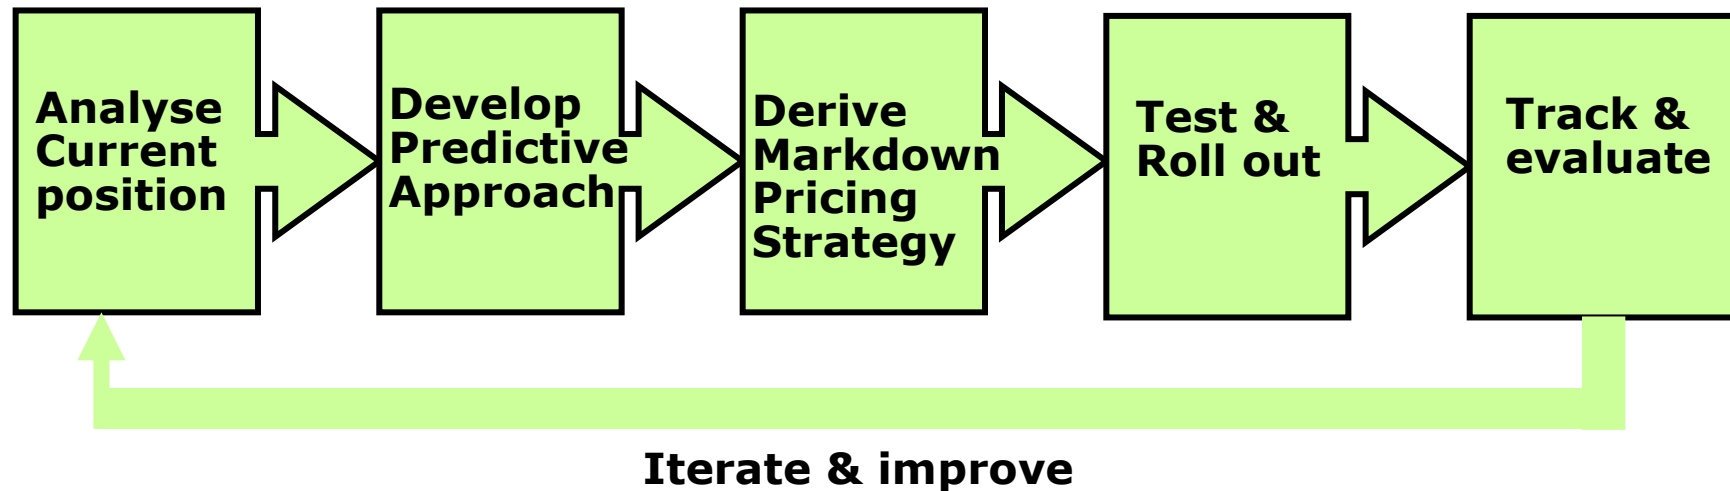 Analyse
Current
position
Develop
Predictive
Approach
Derive
Markdown
Pricing
Strategy
Test &
Roll out
Track &
evaluate
Iterate & improve